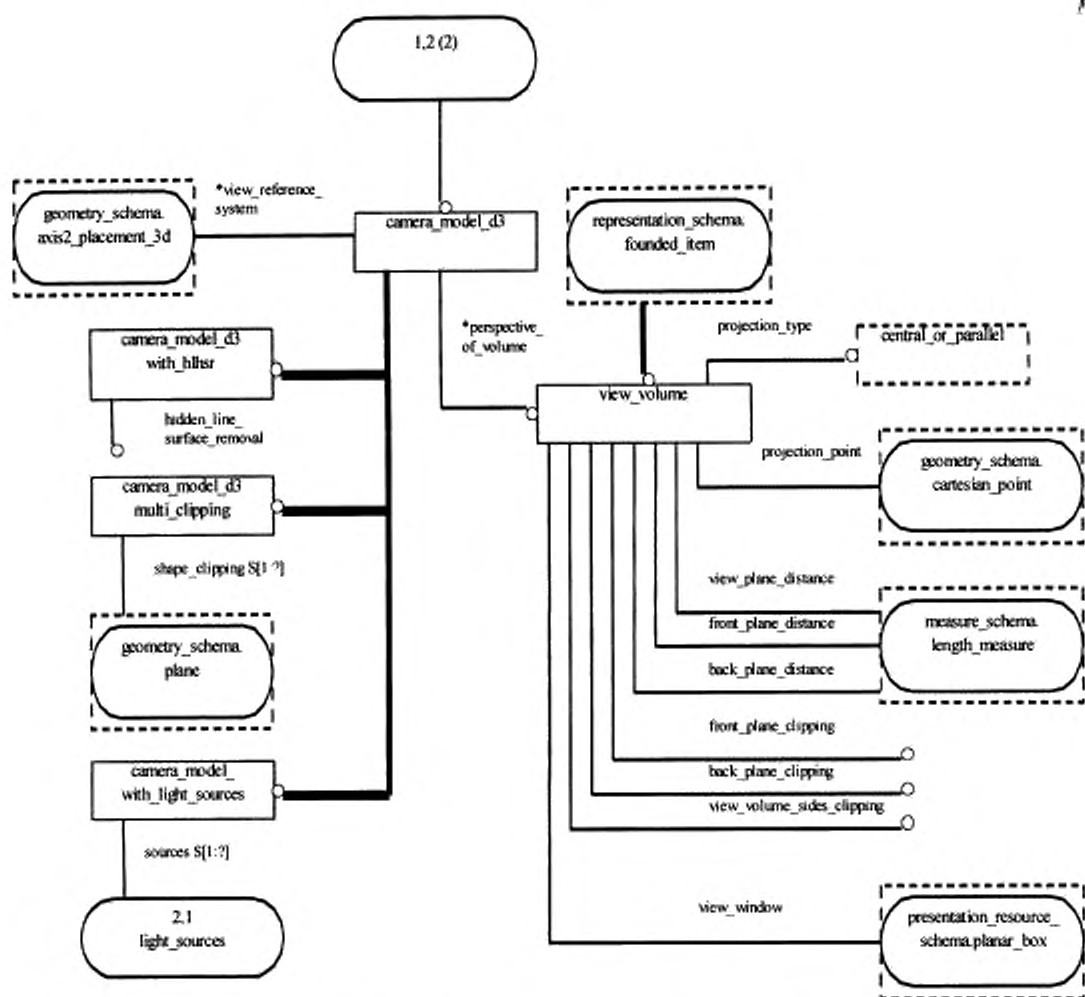 1,2 (2)
*view_reference_
system
geometry_schema.
axis2_placement_3d
camera_model_d3
representation_schema.
founded_item
*perspective_
of_volume
projection_type
central_or_parallel
camera_model_d3
with_hlhsr
view_volume
hidden_line_
surface_removal
projection_point
geometry_schema.
cartesian_point
camera_model_d3
multi_clipping
shape_clipping S[1:?]
view_plane_distance
front_plane_distance
back_plane_distance
measure_schema.
length_measure
geometry_schema.
plane
front_plane_clipping
back_plane_clipping
view_volume_sides_clipping
camera_model_
with_light_sources
sources S[1:?]
view_window
presentation_resource_
schema.planar_box
2,1
light_sources